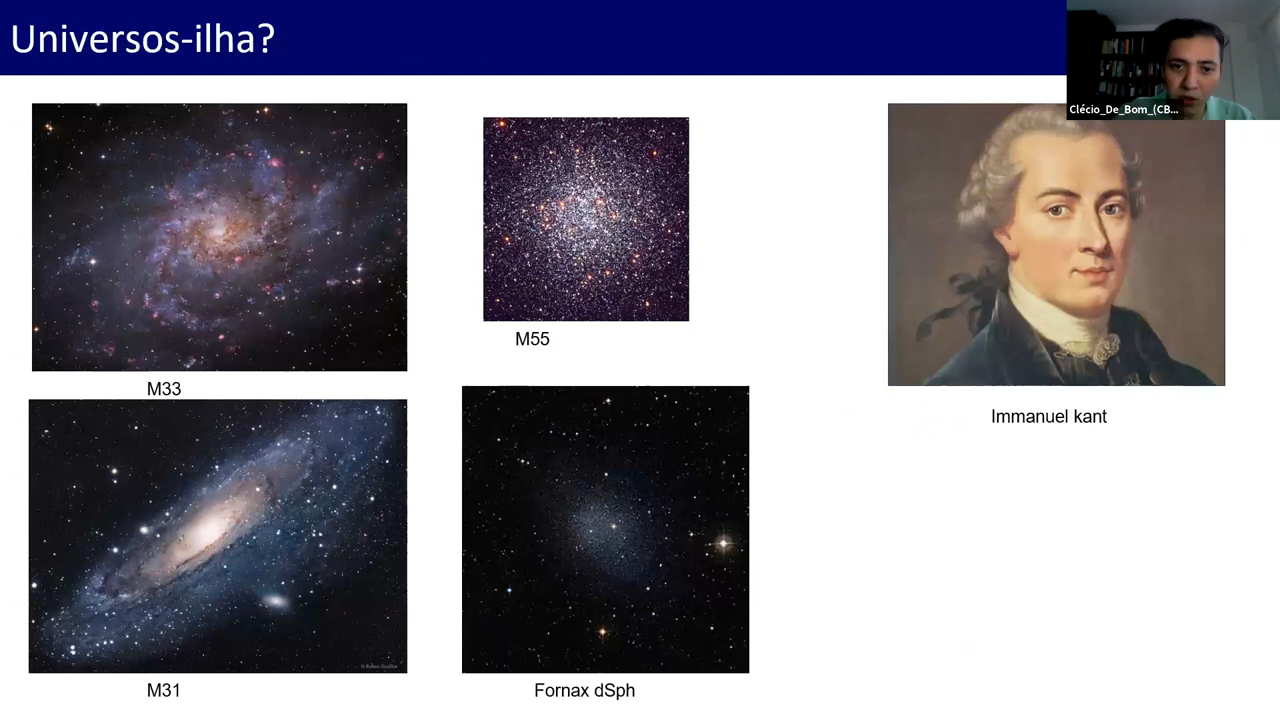 Universos-ilha?
Clécio_De_Bom_(CB...
M33
M55
Immanuel kant
M31
Fornax dSph